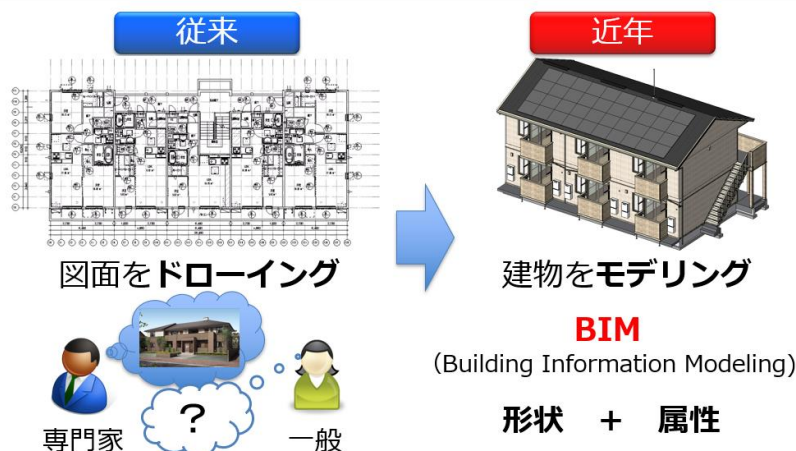 従来
図面をドローイング
?
専門家
一般
近年
建物をモデリング
BIM
(Building Information Modeling)
形状 + 属性